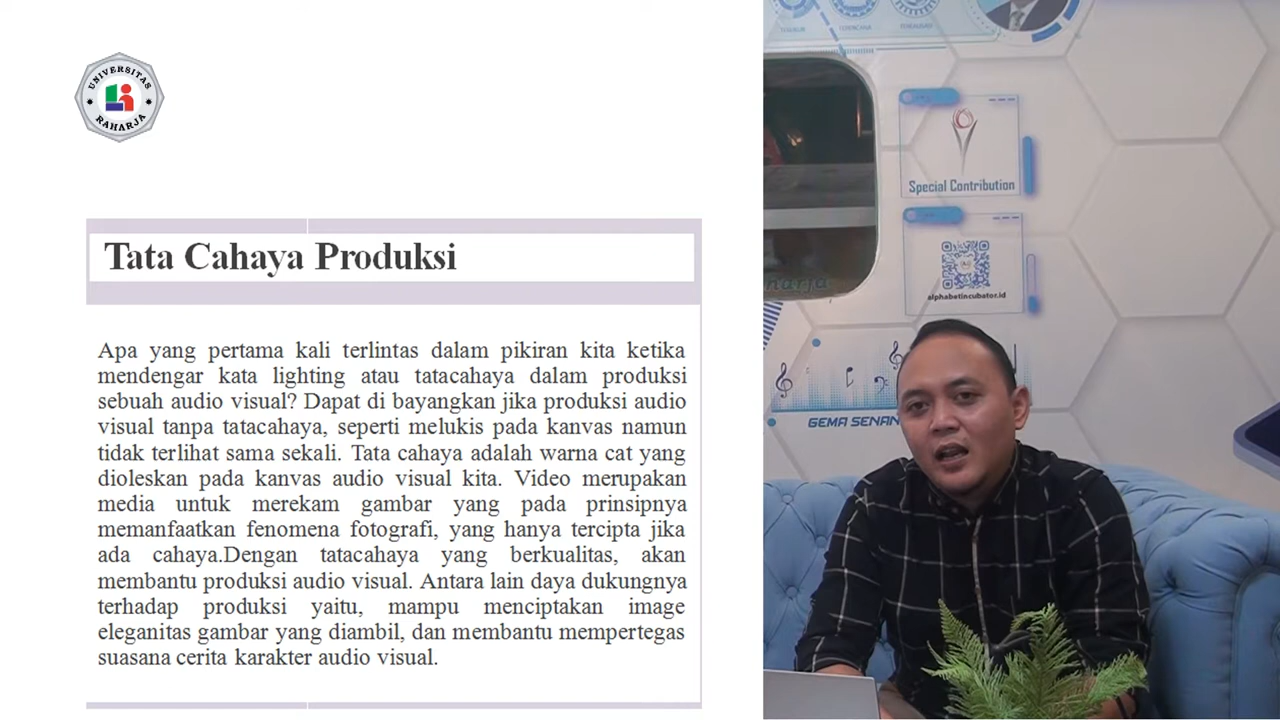 UNIVERSITAS
RAHARJA
Tata Cahaya Produksi
Apa yang pertama kali terlintas dalam pikiran kita ketika
mendengar kata lighting atau tatacahaya dalam produksi
sebuah audio visual? Dapat di bayangkan jika produksi audio
visual tanpa tatacahaya, seperti melukis pada kanvas namun
tidak terlihat sama sekali. Tata cahaya adalah warna cat yang
dioleskan pada kanvas audio visual kita. Video merupakan
media untuk merekam gambar yang pada prinsipnya
memanfaatkan fenomena fotografi, yang hanya tercipta jika
ada cahaya.Dengan tatacahaya yang berkualitas, akan
membantu produksi audio visual. Antara lain daya dukungnya
terhadap produksi yaitu, mampu menciptakan image
eleganitas gambar yang diambil, dan membantu mempertegas
suasana cerita karakter audio visual.
Special Contribution
alphabetincubator.id
GEMA SENAN